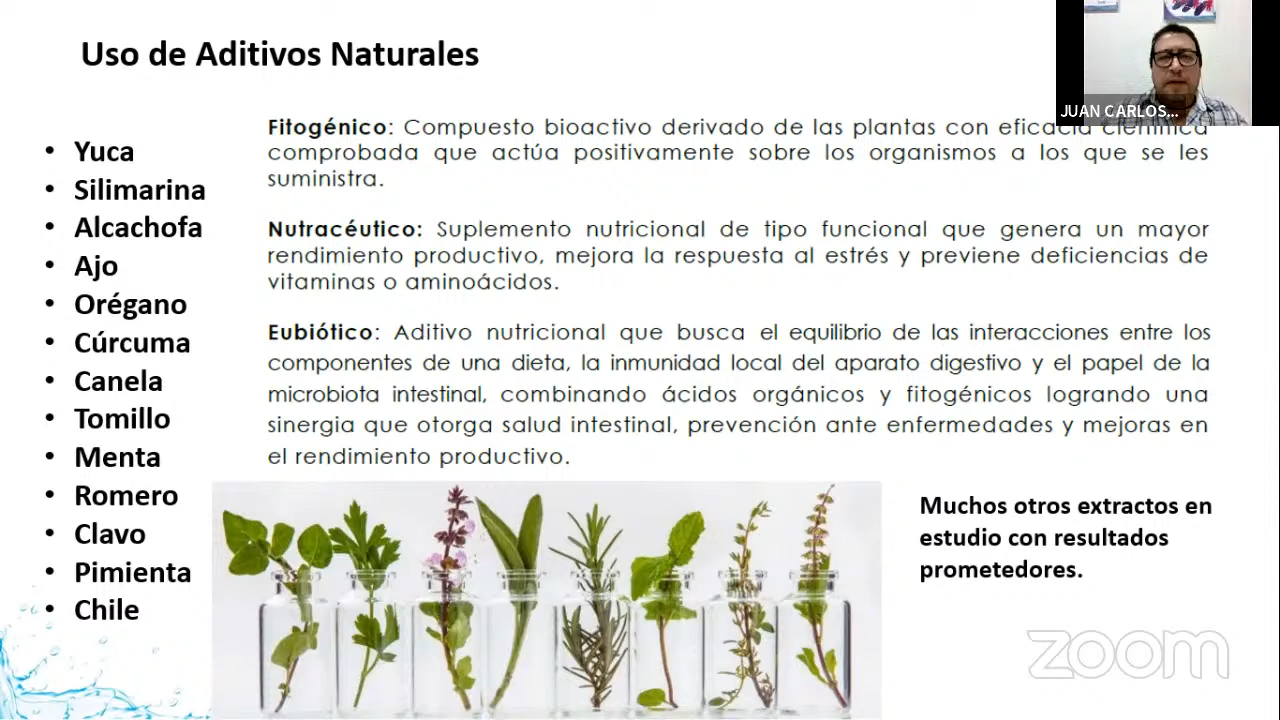 Uso de Aditivos Naturales
JUAN CARLOS...
• Yuca
• Silimarina
• Alcachofa
• Ajo
• Orégano
• Cúrcuma
• Canela
• Tomillo
• Menta
• Romero
• Clavo
• Pimienta
• Chile
Fitogénico: Compuesto bioactivo derivado de las plantas con eficacia científica
comprobada que actúa positivamente sobre los organismos a los que se les
suministra.
Nutracéutico: Suplemento nutricional de tipo funcional que genera un mayor
rendimiento productivo, mejora la respuesta al estrés y previene deficiencias de
vitaminas o aminoácidos.
Eubiótico: Aditivo nutricional que busca el equilibrio de las interacciones entre los
componentes de una dieta, la inmunidad local del aparato digestivo y el papel de la
microbiota intestinal, combinando ácidos orgánicos y fitogénicos logrando una
sinergia que otorga salud intestinal, prevención ante enfermedades y mejoras en
el rendimiento productivo.
Muchos otros extractos en
estudio con resultados
prometedores.
zoom